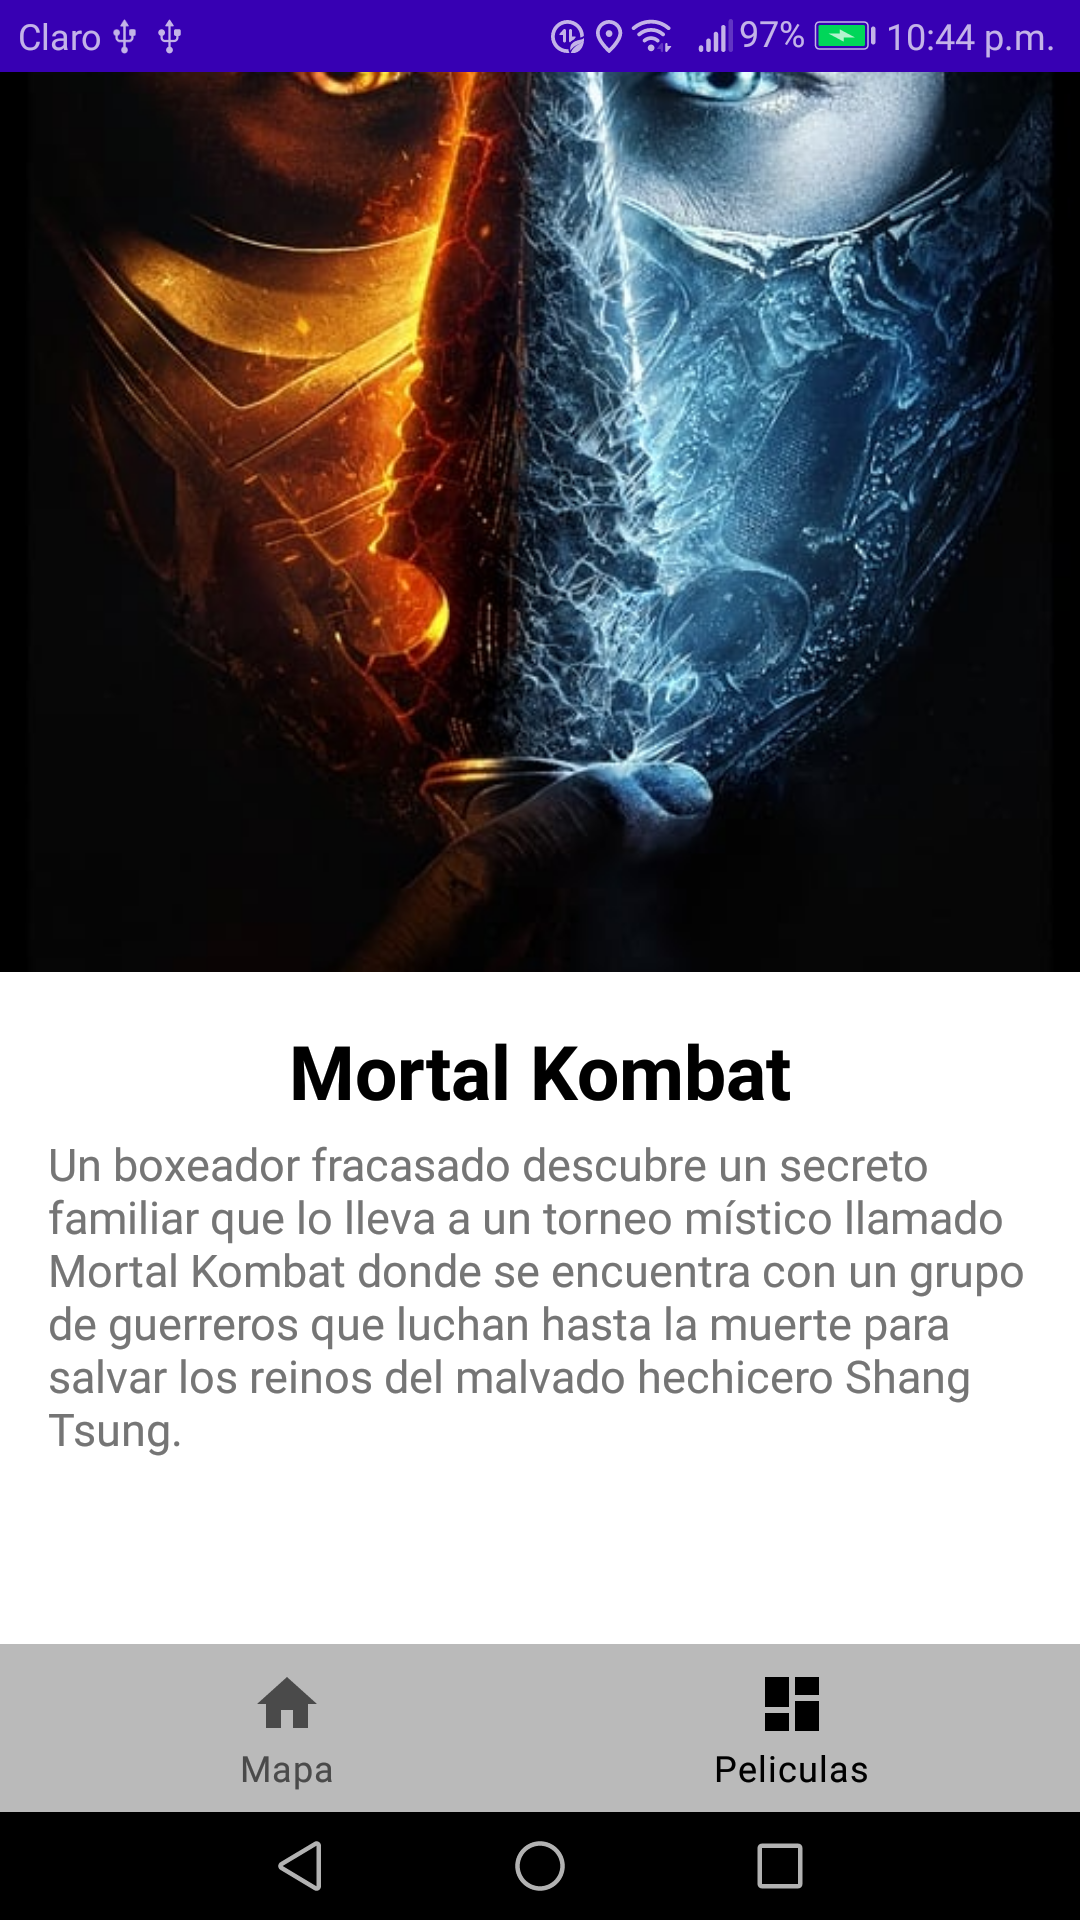 Claro 97% 10:44 p.m.
Mortal Kombat
Un boxeador fracasado descubre un secreto
familiar que lo lleva a un torneo místico llamado
Mortal Kombat donde se encuentra con un grupo
de guerreros que luchan hasta la muerte para
salvar los reinos del malvado hechicero Shang
Tsung.
Mapa Peliculas